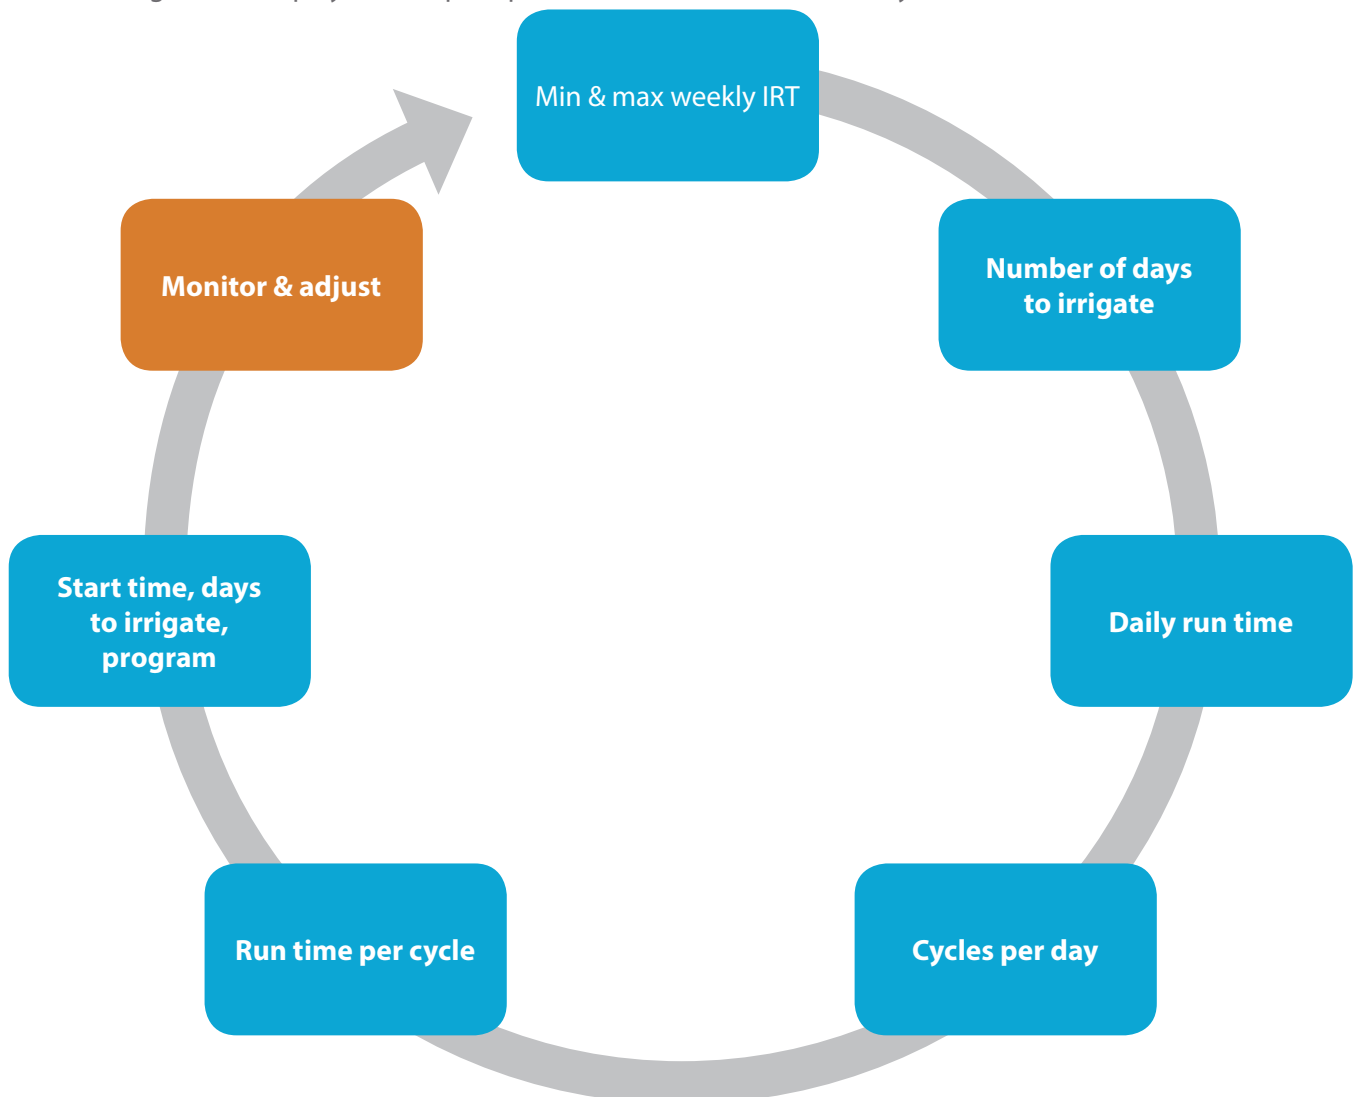 Min & max weekly IRT
Number of days
to irrigate
Daily run time
Cycles per day
Run time per cycle
Start time, days
to irrigate,
program
Monitor & adjust